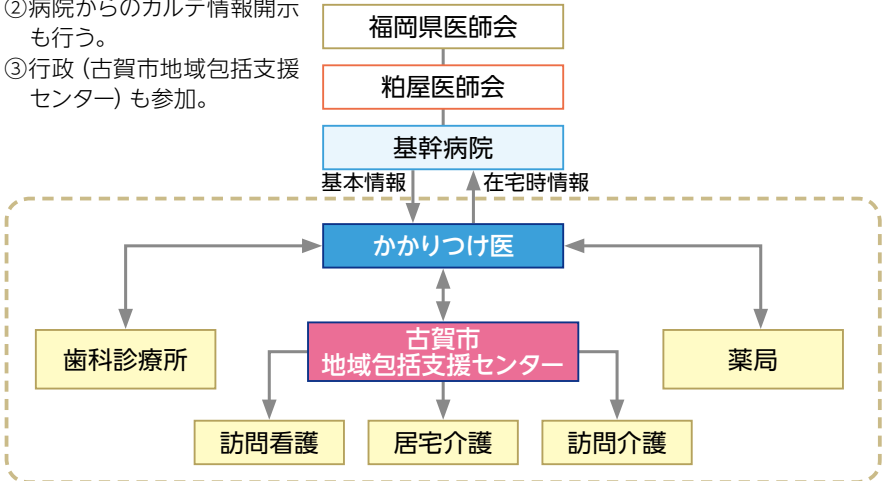 ②病院からのカルテ情報開示
も行う。
③行政（古賀市地域包括支援
センター）も参加。
福岡県医師会
粕屋医師会
基幹病院
基本情報
在宅時情報
かかりつけ医
歯科診療所
古賀市
地域包括支援センター
薬局
訪問看護
居宅介護
訪問介護